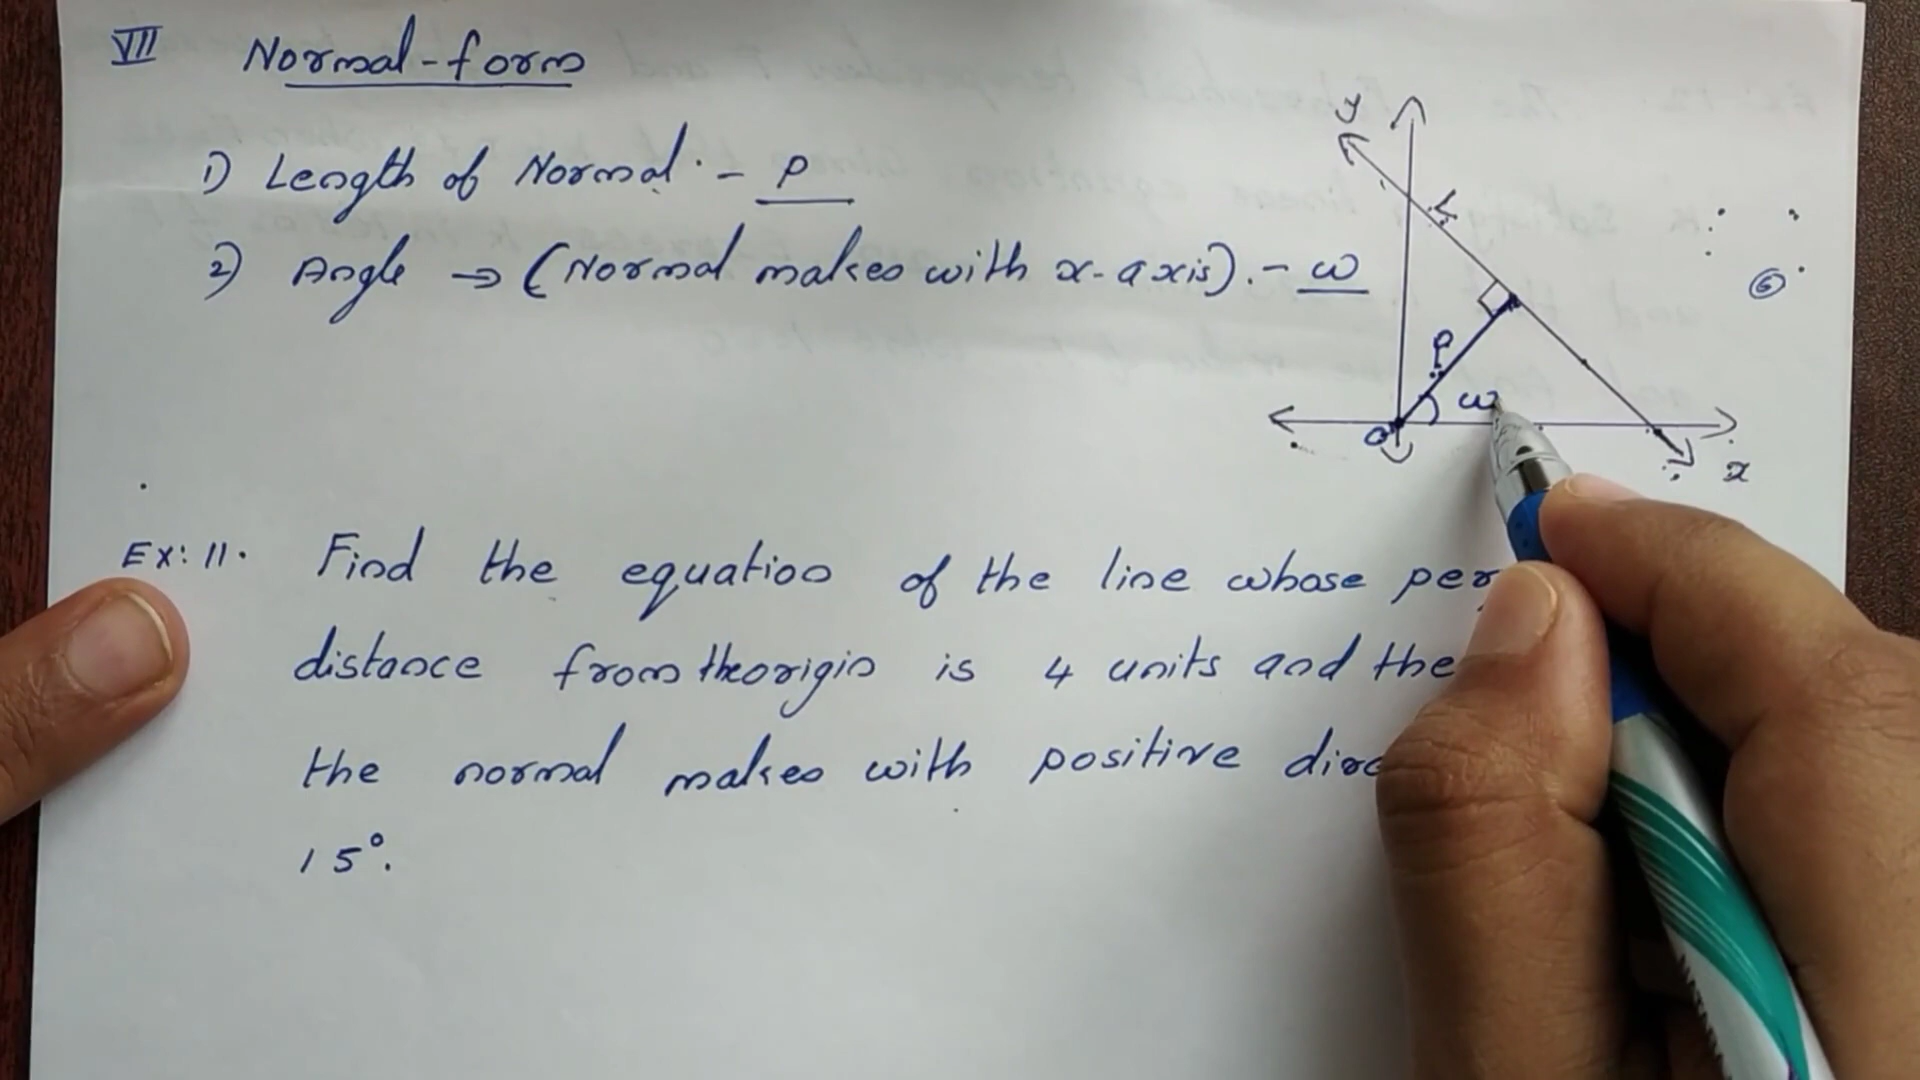 VII Normal-form
1) Length of Normal. - p
2) Angle → (Normal makes with x-axis). - ω
y
L
6
p
ω
O
x
Ex: 11. Find the equation of the line whose per
distance from the origin is 4 units and the
the normal makes with positive direc
15°.